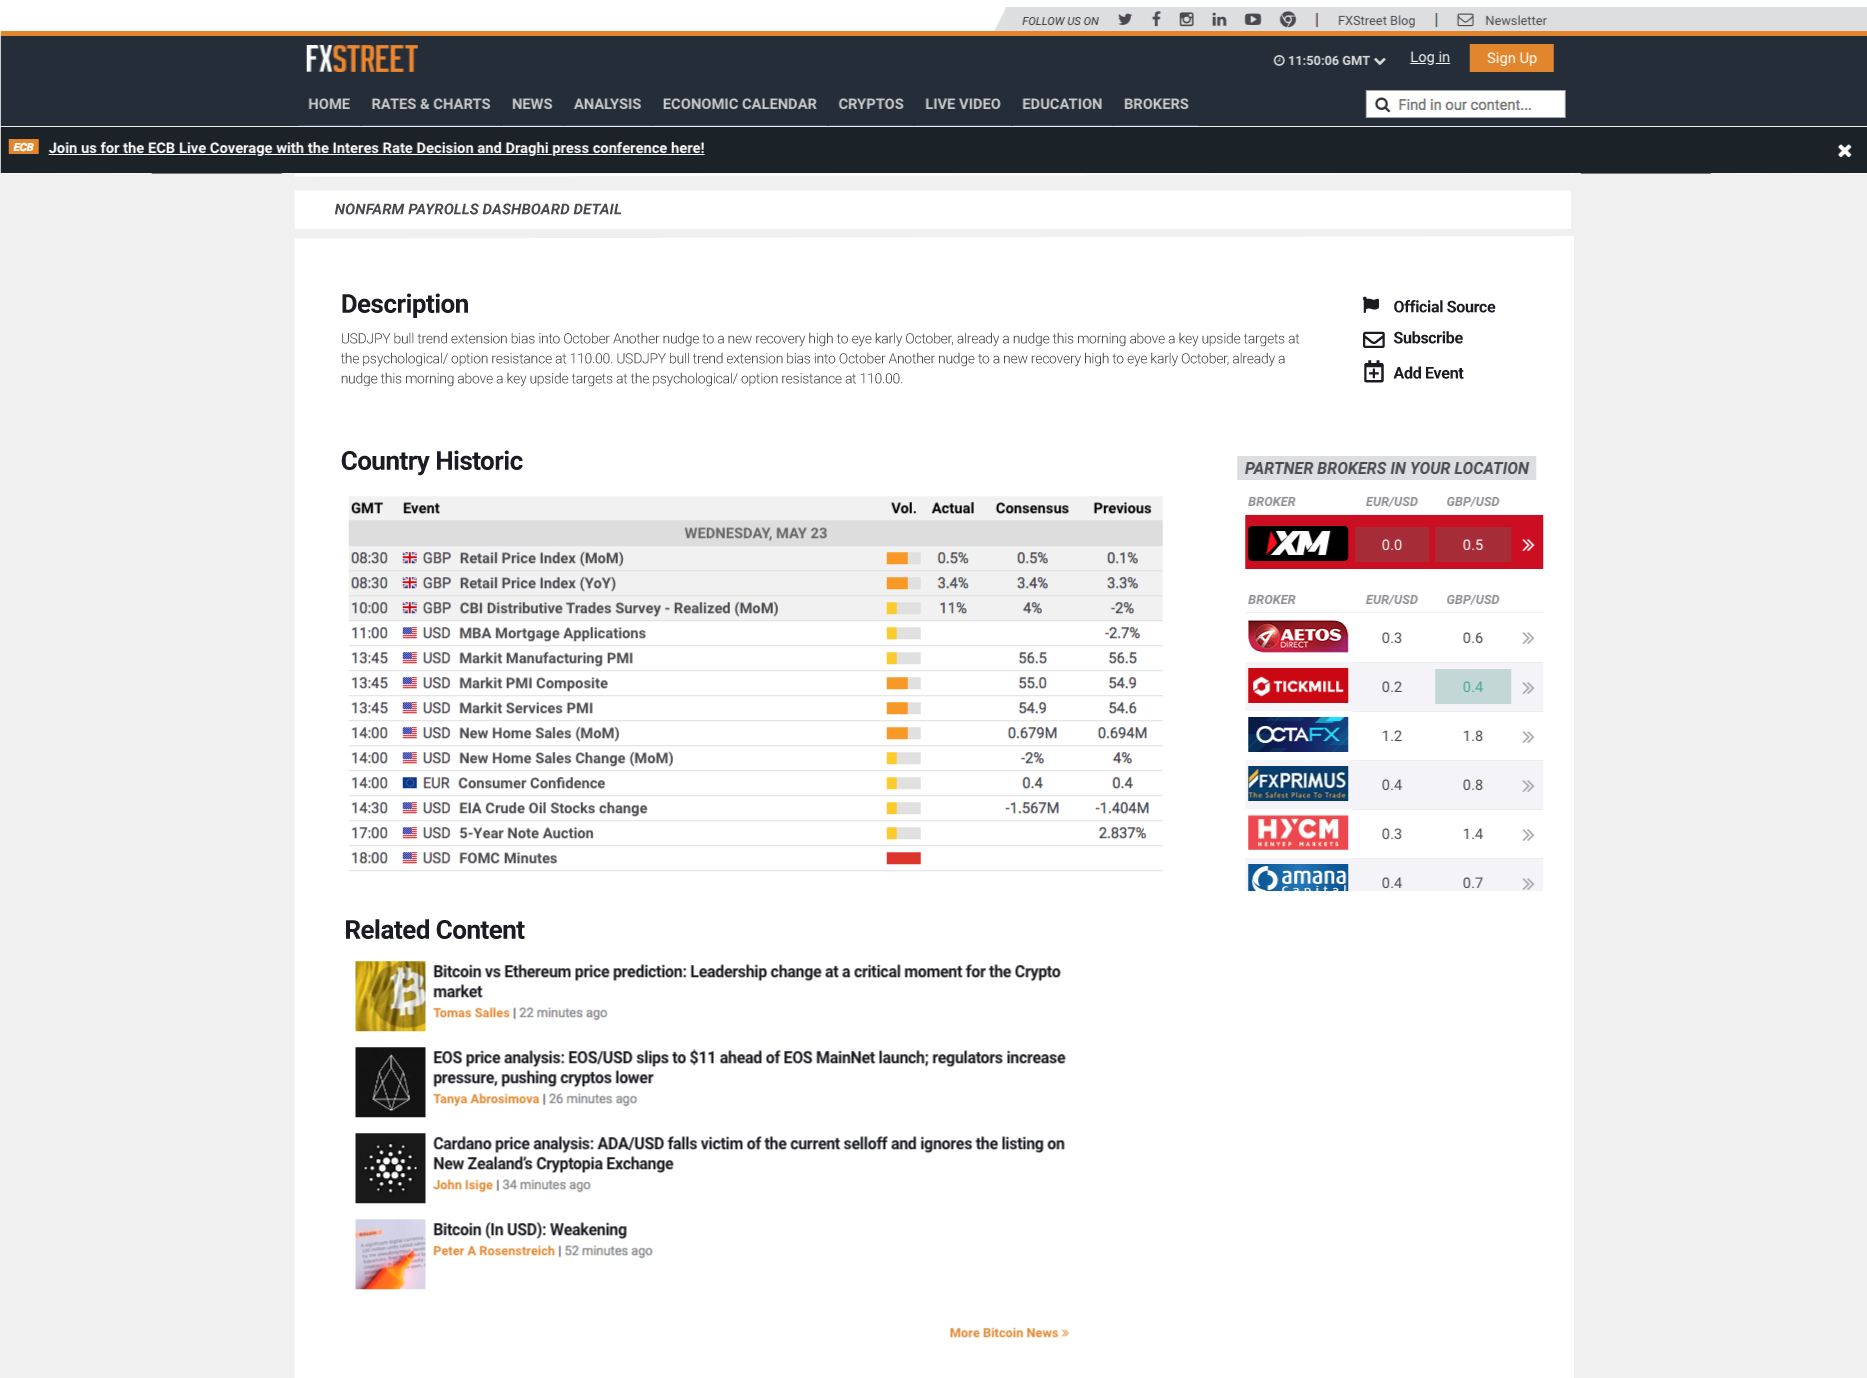 FOLLOW US ON | FXStreet Blog | Newsletter
FXSTREET
11:50:06 GMT Log in Sign Up
HOME RATES & CHARTS NEWS ANALYSIS ECONOMIC CALENDAR CRYPTOS LIVE VIDEO EDUCATION BROKERS
Find in our content...
ECB Join us for the ECB Live Coverage with the Interes Rate Decision and Draghi press conference here!
NONFARM PAYROLLS DASHBOARD DETAIL
Description
USDJPY bull trend extension bias into October Another nudge to a new recovery high to eye karly October, already a nudge this morning above a key upside targets at
the psychological/ option resistance at 110.00. USDJPY bull trend extension bias into October Another nudge to a new recovery high to eye karly October, already a
nudge this morning above a key upside targets at the psychological/ option resistance at 110.00.
Official Source
Subscribe
Add Event
Country Historic
GMT Event Vol. Actual Consensus Previous
WEDNESDAY, MAY 23
08:30 GBP Retail Price Index (MoM) 0.5% 0.5% 0.1%
08:30 GBP Retail Price Index (YoY) 3.4% 3.4% 3.3%
10:00 GBP CBI Distributive Trades Survey - Realized (MoM) 11% 4% -2%
11:00 USD MBA Mortgage Applications -2.7%
13:45 USD Markit Manufacturing PMI 56.5 56.5
13:45 USD Markit PMI Composite 55.0 54.9
13:45 USD Markit Services PMI 54.9 54.6
14:00 USD New Home Sales (MoM) 0.679M 0.694M
14:00 USD New Home Sales Change (MoM) -2% 4%
14:00 EUR Consumer Confidence 0.4 0.4
14:30 USD EIA Crude Oil Stocks change -1.567M -1.404M
17:00 USD 5-Year Note Auction 2.837%
18:00 USD FOMC Minutes
PARTNER BROKERS IN YOUR LOCATION
BROKER EUR/USD GBP/USD
XM 0.0 0.5
BROKER EUR/USD GBP/USD
AETOS DIRECT 0.3 0.6
TICKMILL 0.2 0.4
OCTAFX 1.2 1.8
FXPRIMUS The Safest Place To Trade 0.4 0.8
HYCM HENYEP MARKETS 0.3 1.4
amana capital 0.4 0.7
Related Content
Bitcoin vs Ethereum price prediction: Leadership change at a critical moment for the Crypto
market
Tomas Salles | 22 minutes ago
EOS price analysis: EOS/USD slips to $11 ahead of EOS MainNet launch; regulators increase
pressure, pushing cryptos lower
Tanya Abrosimova | 26 minutes ago
Cardano price analysis: ADA/USD falls victim of the current selloff and ignores the listing on
New Zealand's Cryptopia Exchange
John Isige | 34 minutes ago
Bitcoin (In USD): Weakening
Peter A Rosenstreich | 52 minutes ago
More Bitcoin News »